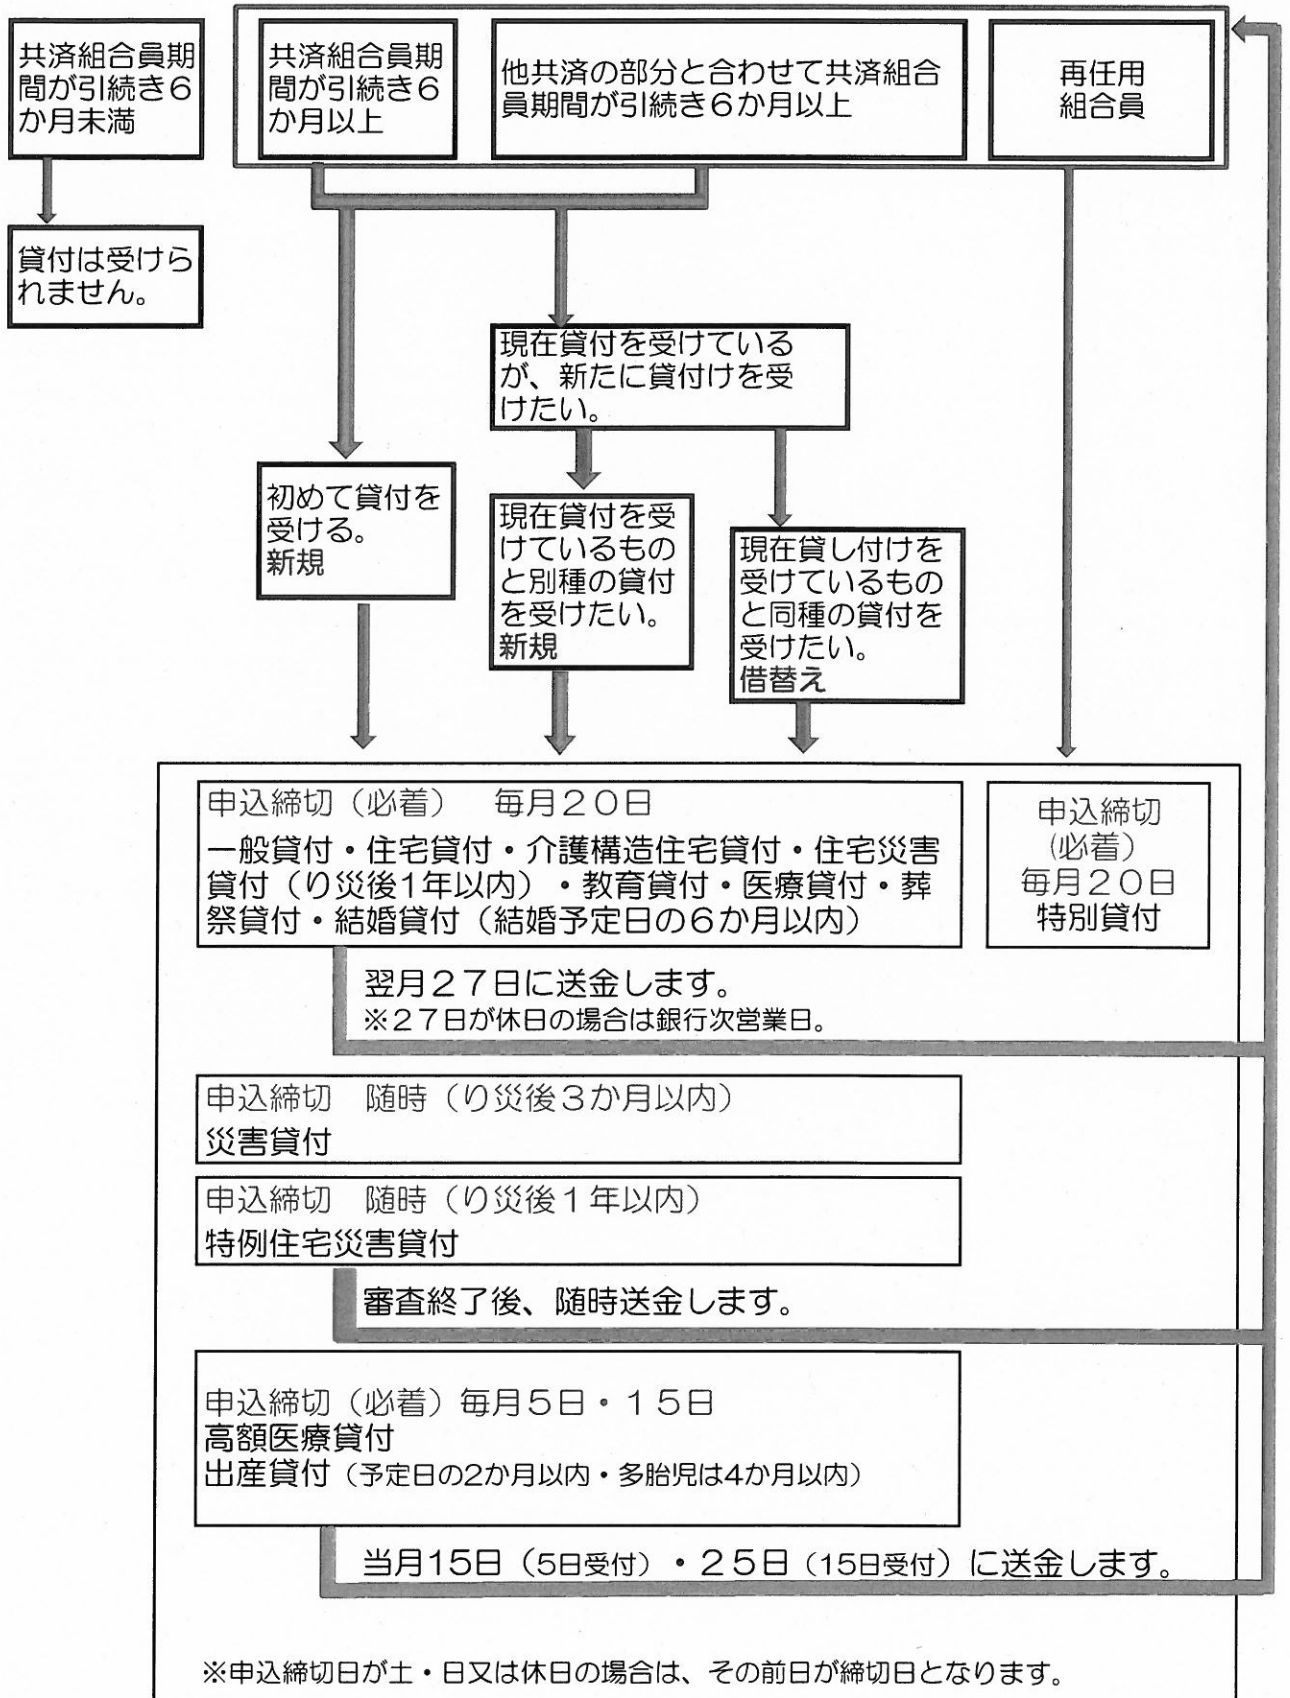 共済組合員期
間が引続き６
か月未満
共済組合員期
間が引続き６
か月以上
他共済の部分と合わせて共済組合
員期間が引続き６か月以上
再任用
組合員
貸付は受けら
れません。
現在貸付を受けている
が、新たに貸付けを受
けたい。
初めて貸付を
受ける。
新規
現在貸付を受
けているもの
と別種の貸付
を受けたい。
新規
現在貸し付けを
受けているもの
と同種の貸付を
受けたい。
借替え
申込締切（必着）　毎月２０日
一般貸付・住宅貸付・介護構造住宅貸付・住宅災害
貸付（り災後1年以内）・教育貸付・医療貸付・葬
祭貸付・結婚貸付（結婚予定日の６か月以内）
申込締切
（必着）
毎月２０日
特別貸付
翌月２７日に送金します。
※２７日が休日の場合は銀行次営業日。
申込締切　随時（り災後３か月以内）
災害貸付
申込締切　随時（り災後１年以内）
特例住宅災害貸付
審査終了後、随時送金します。
申込締切（必着）毎月５日・１５日
高額医療貸付
出産貸付（予定日の2か月以内・多胎児は4か月以内）
当月15日（5日受付）・２５日（15日受付）に送金します。
※申込締切日が土・日又は休日の場合は、その前日が締切日となります。